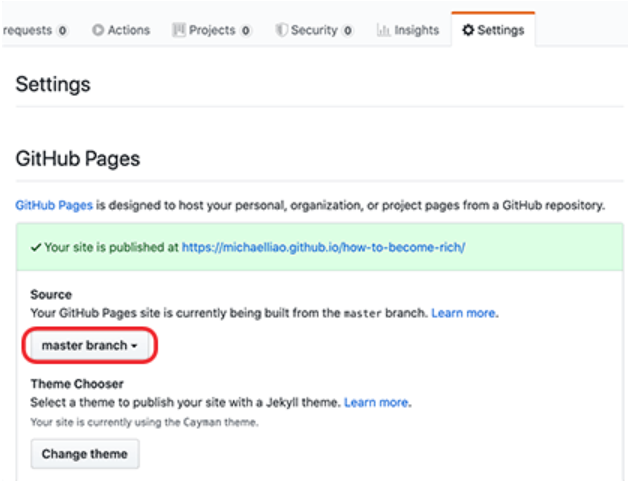 requests 0 Actions Projects 0 Security 0 Insights Settings
Settings
GitHub Pages
GitHub Pages is designed to host your personal, organization, or project pages from a GitHub repository.
✓ Your site is published at https://michaelliao.github.io/how-to-become-rich/
Source
Your GitHub Pages site is currently being built from the master branch. Learn more.
master branch
Theme Chooser
Select a theme to publish your site with a Jekyll theme. Learn more.
Your site is currently using the Cayman theme.
Change theme